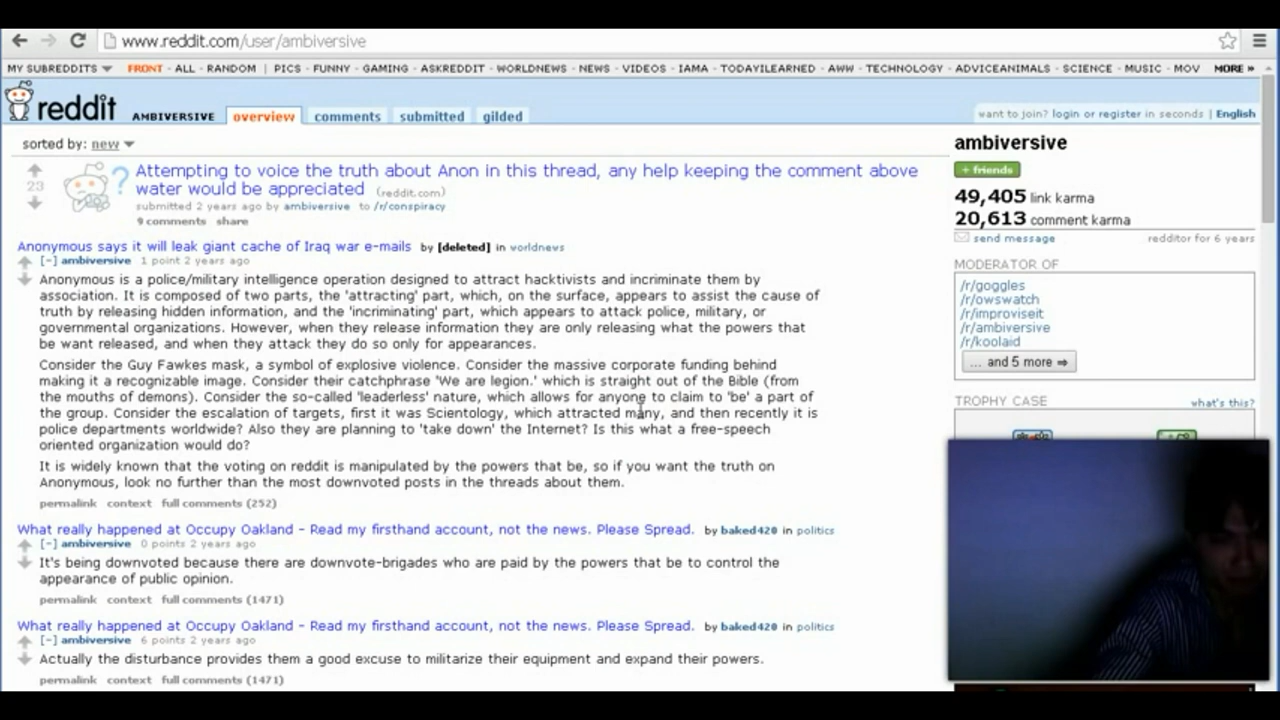 www.reddit.com/user/ambiversive
MY SUBREDDITS FRONT - ALL - RANDOM | PICS - FUNNY - GAMING - ASKREDDIT - WORLDNEWS - NEWS - VIDEOS - IAMA - TODAYILEARNED - AWW - TECHNOLOGY - ADVICEANIMALS - SCIENCE - MUSIC - MOV MORE »
reddit AMBIVERSIVE overview comments submitted gilded
want to join? login or register in seconds | English
sorted by: new
23
Attempting to voice the truth about Anon in this thread, any help keeping the comment above
water would be appreciated (reddit.com)
submitted 2 years ago by ambiversive to /r/conspiracy
9 comments share
Anonymous says it will leak giant cache of Iraq war e-mails by [deleted] in worldnews
[-] ambiversive 1 point 2 years ago
Anonymous is a police/military intelligence operation designed to attract hacktivists and incriminate them by
association. It is composed of two parts, the 'attracting' part, which, on the surface, appears to assist the cause of
truth by releasing hidden information, and the 'incriminating' part, which appears to attack police, military, or
governmental organizations. However, when they release information they are only releasing what the powers that
be want released, and when they attack they do so only for appearances.
Consider the Guy Fawkes mask, a symbol of explosive violence. Consider the massive corporate funding behind
making it a recognizable image. Consider their catchphrase 'We are legion.' which is straight out of the Bible (from
the mouths of demons). Consider the so-called 'leaderless' nature, which allows for anyone to claim to 'be' a part of
the group. Consider the escalation of targets, first it was Scientology, which attracted many, and then recently it is
police departments worldwide? Also they are planning to 'take down' the Internet? Is this what a free-speech
oriented organization would do?
It is widely known that the voting on reddit is manipulated by the powers that be, so if you want the truth on
Anonymous, look no further than the most downvoted posts in the threads about them.
permalink context full comments (252)
What really happened at Occupy Oakland - Read my firsthand account, not the news. Please Spread. by baked420 in politics
[-] ambiversive 0 points 2 years ago
It's being downvoted because there are downvote-brigades who are paid by the powers that be to control the
appearance of public opinion.
permalink context full comments (1471)
What really happened at Occupy Oakland - Read my firsthand account, not the news. Please Spread. by baked420 in politics
[-] ambiversive 6 points 2 years ago
Actually the disturbance provides them a good excuse to militarize their equipment and expand their powers.
permalink context full comments (1471)
ambiversive
+ friends
49,405 link karma
20,613 comment karma
send message redditor for 6 years
MODERATOR OF
/r/goggles
/r/owswatch
/r/improviseit
/r/ambiversive
/r/koolaid
... and 5 more ⇒
TROPHY CASE what's this?